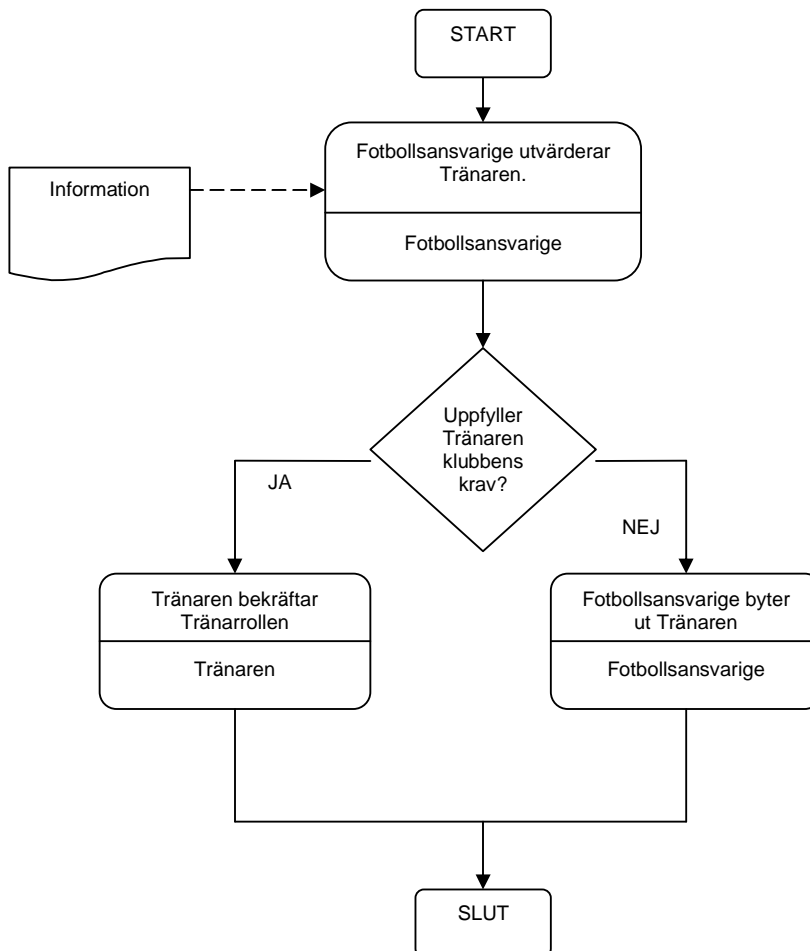 START
Fotbollsansvarige utvärderar
Tränaren.
Information
Fotbollsansvarige
Uppfyller
Tränaren
klubbens
krav?
JA
NEJ
Tränaren bekräftar
Tränarrollen
Tränaren
Fotbollsansvarige byter
ut Tränaren
Fotbollsansvarige
SLUT